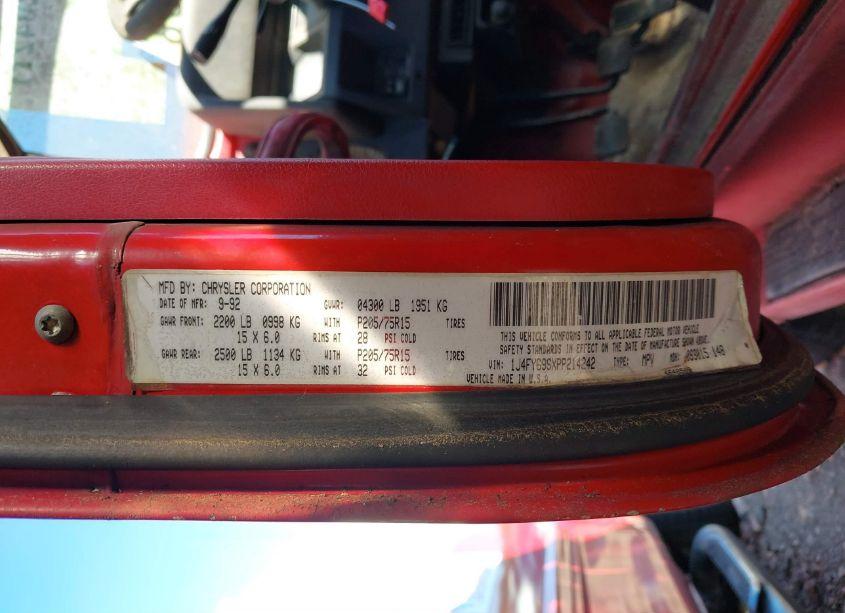 MFD BY: CHRYSLER CORPORATION
DATE OF MFR: 9-92 GVWR: 04300 LB 1951 KG
GAWR FRONT: 2200 LB 0998 KG WITH P205/75R15 TIRES
15 X 6.0 RIMS AT 28 PSI COLD
GAWR REAR: 2500 LB 1134 KG WITH P205/75R15 TIRES
15 X 6.0 RIMS AT 32 PSI COLD
THIS VEHICLE CONFORMS TO ALL APPLICABLE FEDERAL MOTOR VEHICLE
SAFETY STANDARDS IN EFFECT ON THE DATE OF MANUFACTURE SHOWN ABOVE.
VIN: 1J4FY69SXPP214242 TYPE: MPV MDH: 093015 140
VEHICLE MADE IN U.S.A.